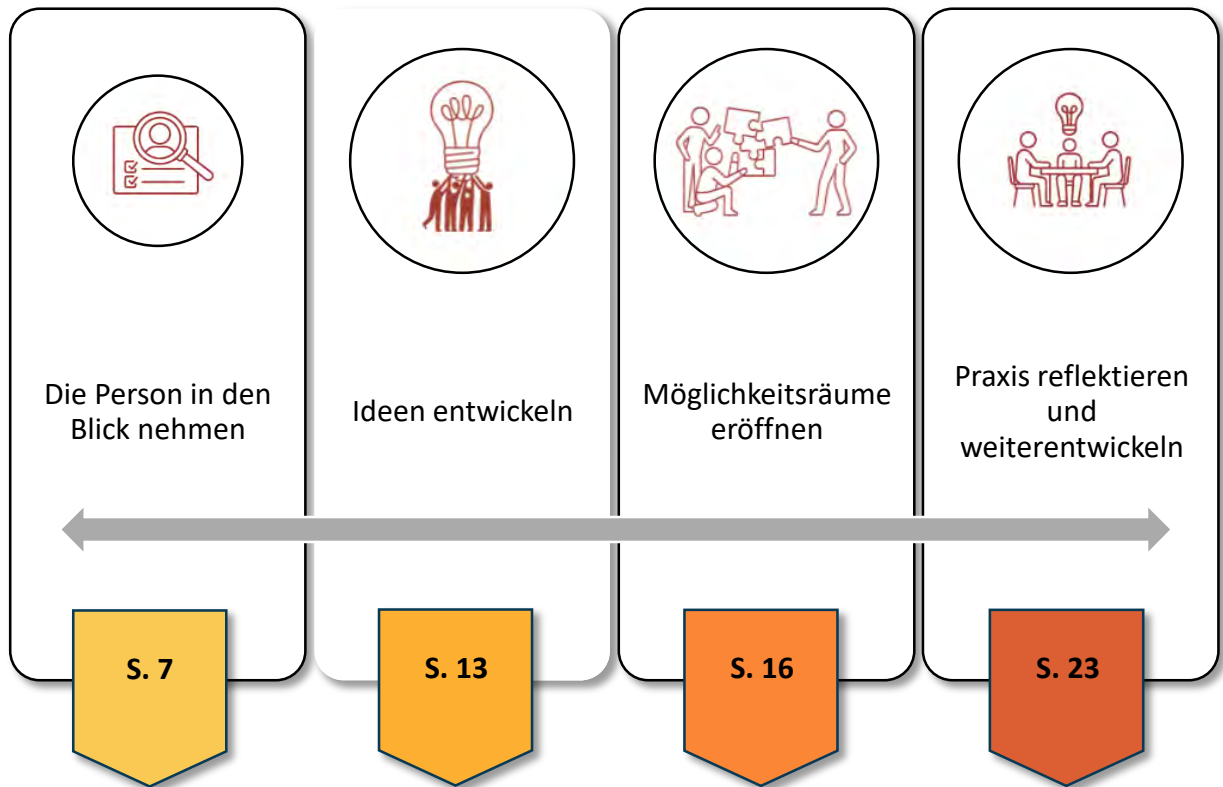 Die Person in den
Blick nehmen
Ideen entwickeln
Möglichkeitsräume
eröffnen
Praxis reflektieren
und
weiterentwickeln
S. 7
S. 13
S. 16
S. 23